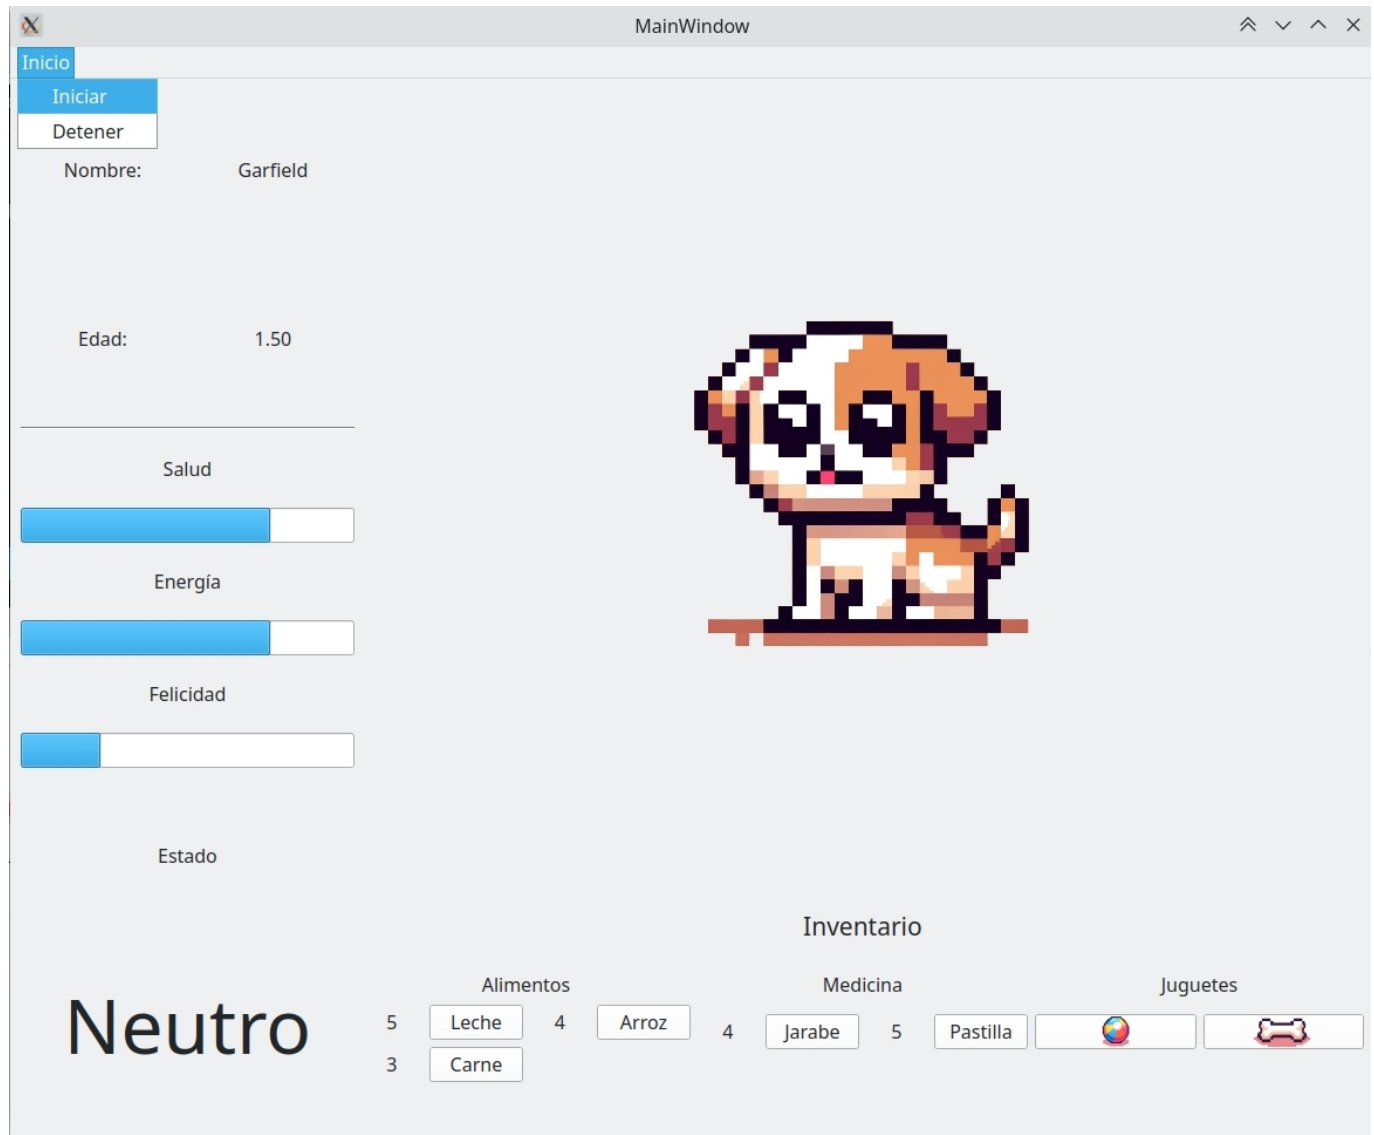 MainWindow
Inicio
Iniciar
Detener
Nombre: Garfield
Edad: 1.50
Salud
Energía
Felicidad
Estado
Neutro
Inventario
Alimentos Medicina Juguetes
5 Leche 4 Arroz 4 Jarabe 5 Pastilla
3 Carne